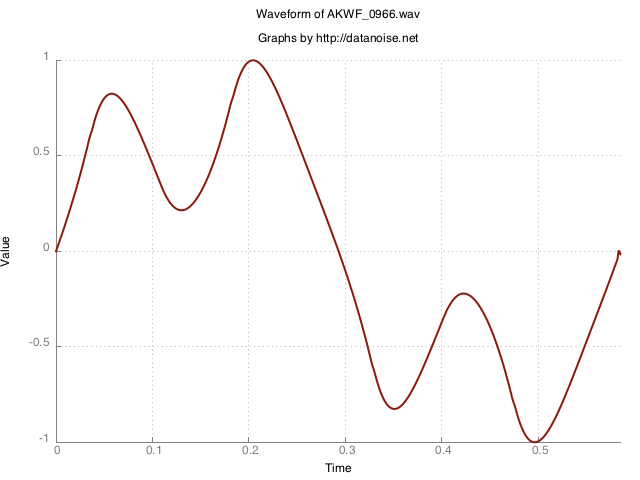 Waveform of AKWF_0966.wav
Graphs by http://datanoise.net
1
0.5
0
-0.5
-1
Value
0 0.1 0.2 0.3 0.4 0.5
Time